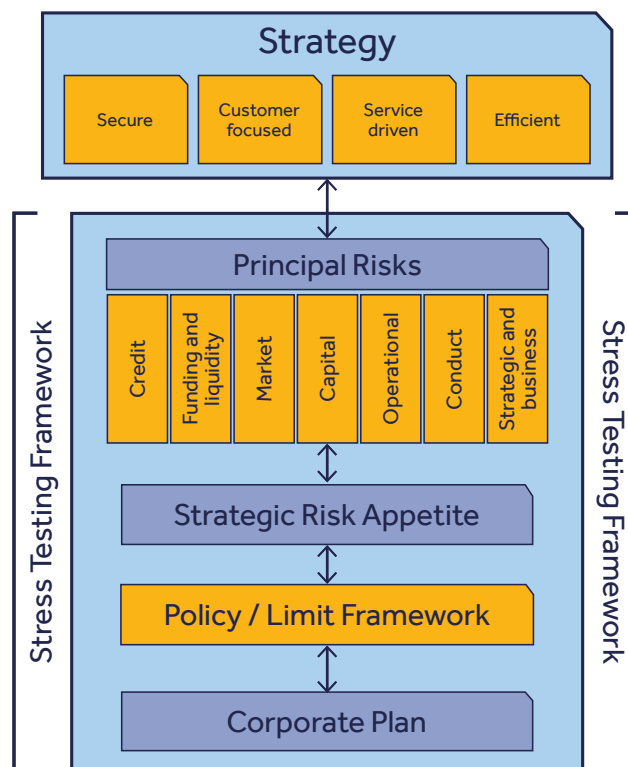 Strategy
Secure
Customer
focused
Service
driven
Efficient
Stress Testing Framework
Principal Risks
Credit
Funding and
liquidity
Market
Capital
Operational
Conduct
Strategic and
business
Strategic Risk Appetite
Policy / Limit Framework
Corporate Plan
Stress Testing Framework